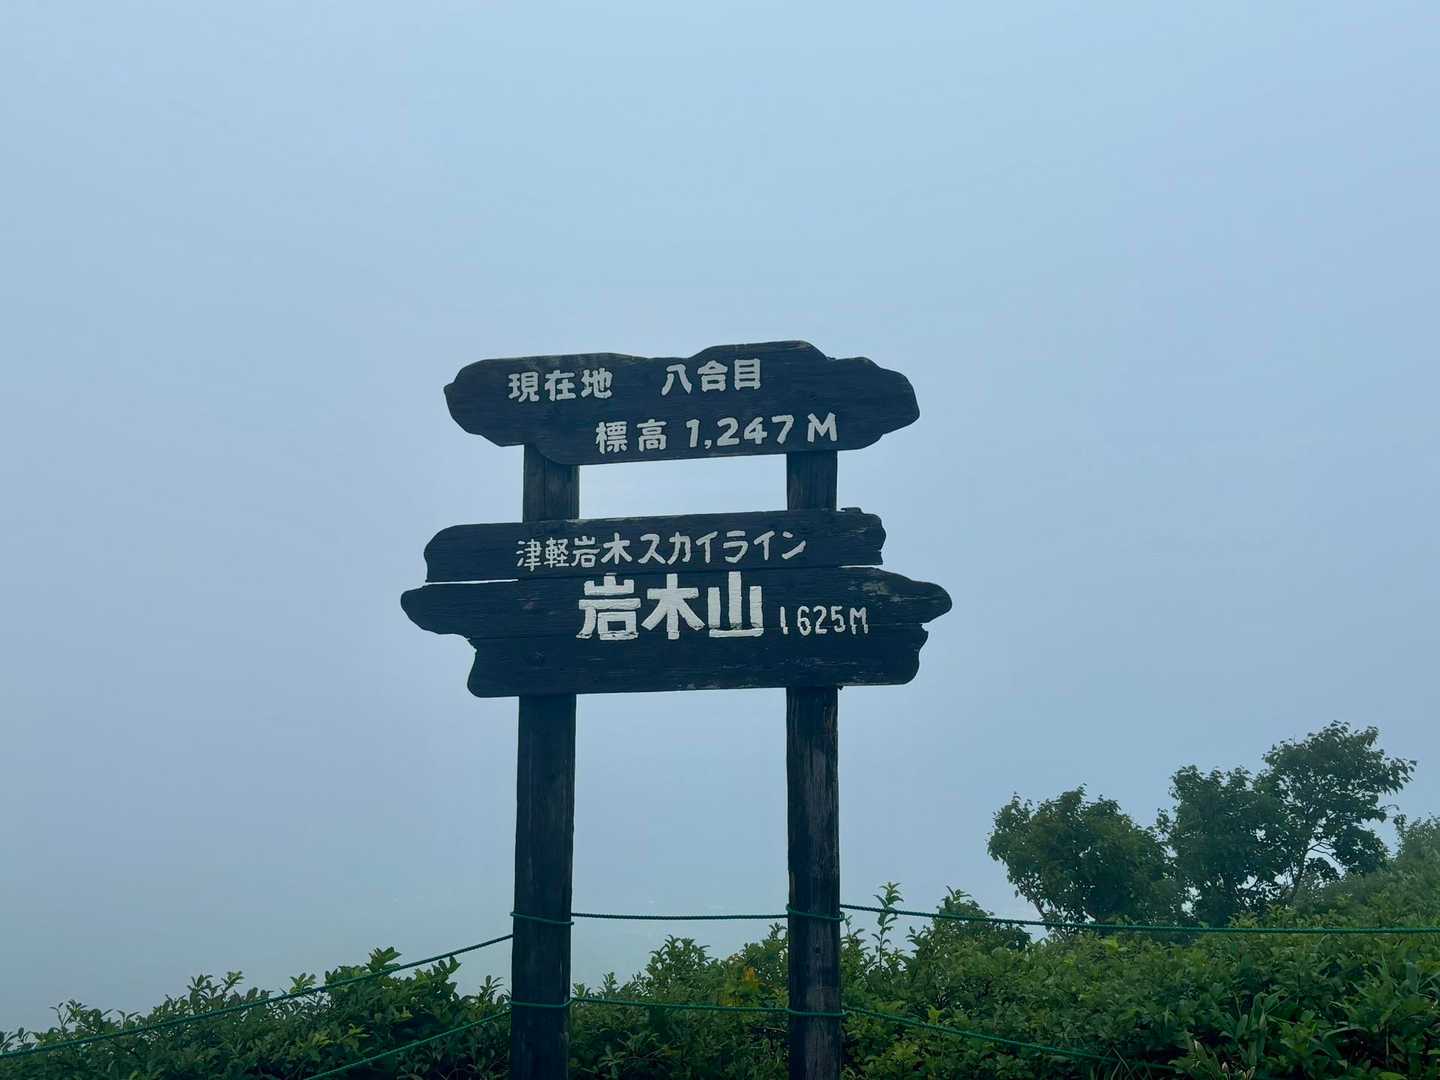 現在地 八合目
標高 1,247M
津軽岩木スカイライン
岩木山 1625M